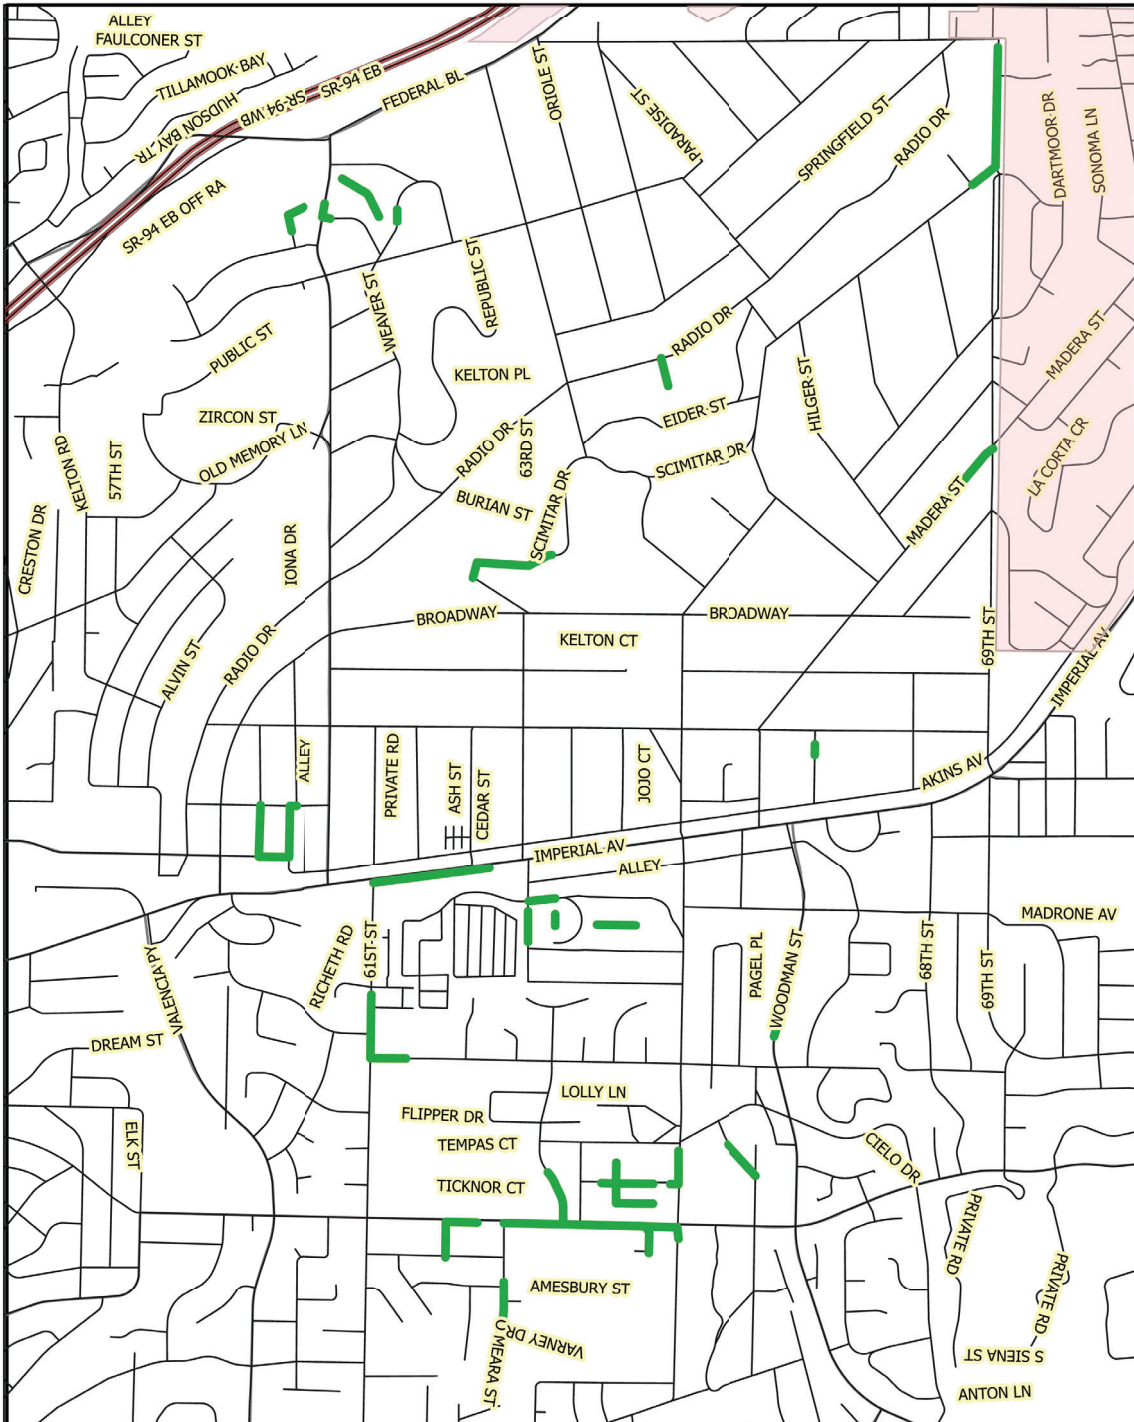 ALLEY
FAULCONER ST
TILLAMOOK BAY
HUDSON BAY TR
SR-94 WB
SR-94 EB
FEDERAL BL
ORIOLE ST
PARADISE ST
SPRINGFIELD ST
RADIO DR
DARTMOOR DR
SONOMA LN
SR-94 EB OFF RA
WEAVER ST
REPUBLIC ST
PUBLIC ST
RADIO DR
MADERA ST
KELTON PL
HILGER ST
EIDER ST
ZIRCON ST
OLD MEMORY LN
RADIO DR
63RD ST
SCIMITAR DR
LA CORTA CR
KELTON RD
57TH ST
BURIAN ST
SCIMITAR DR
MADERA ST
CRESTON DR
IONA DR
BROADWAY
BROADWAY
KELTON CT
69TH ST
ALVIN ST
RADIO DR
IMPERIAL AV
ALLEY
PRIVATE RD
ASH ST
CEDAR ST
JOJO CT
AKINS AV
IMPERIAL AV
ALLEY
MADRONE AV
VALENCIA PY
RICHETH RD
61ST ST
PAGEL PL
WOODMAN ST
68TH ST
69TH ST
DREAM ST
LOLLY LN
FLIPPER DR
ELK ST
TEMPAS CT
CIELO DR
TICKNOR CT
PRIVATE RD
AMESBURY ST
PRIVATE RD
VARNEY DR
O MEARA ST
S SIENA ST
ANTON LN